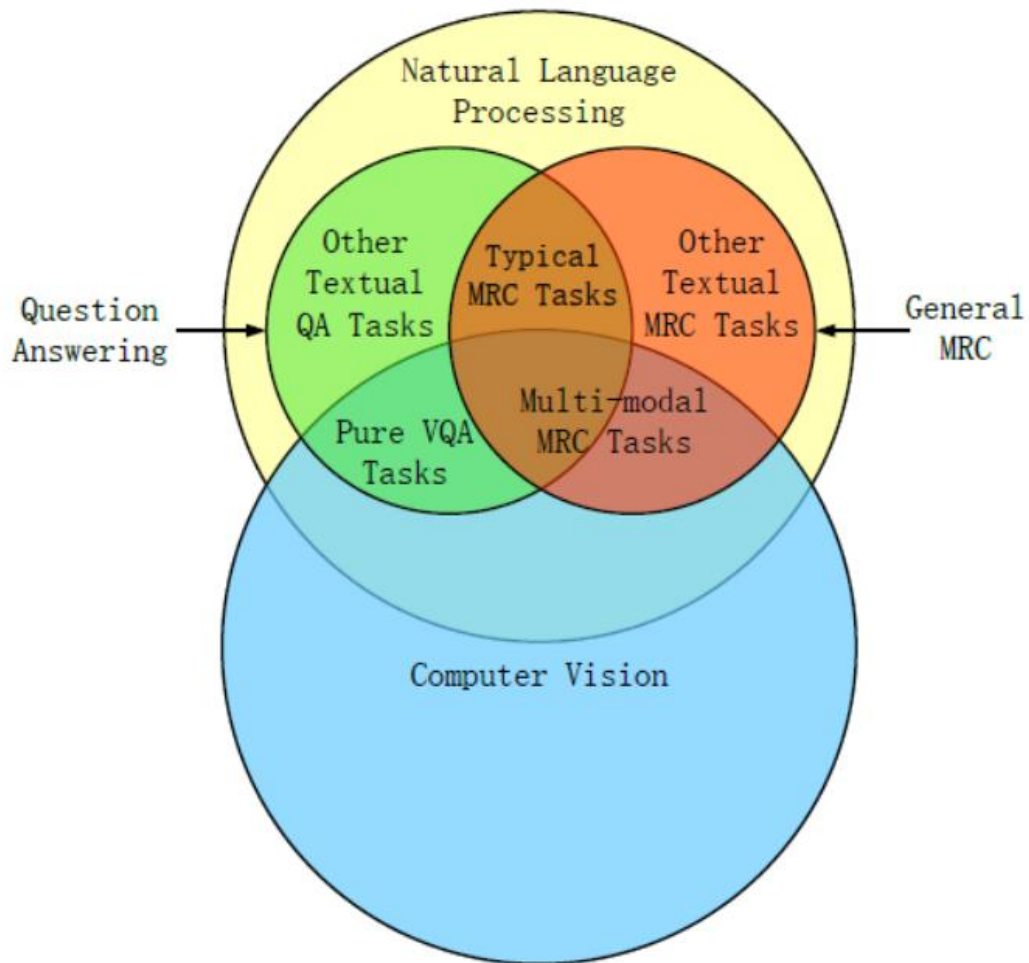 Natural Language
Processing
Other
Textual
QA Tasks
Typical
MRC Tasks
Other
Textual
MRC Tasks
Question
Answering
General
MRC
Pure VQA
Tasks
Multi-modal
MRC Tasks
Computer Vision